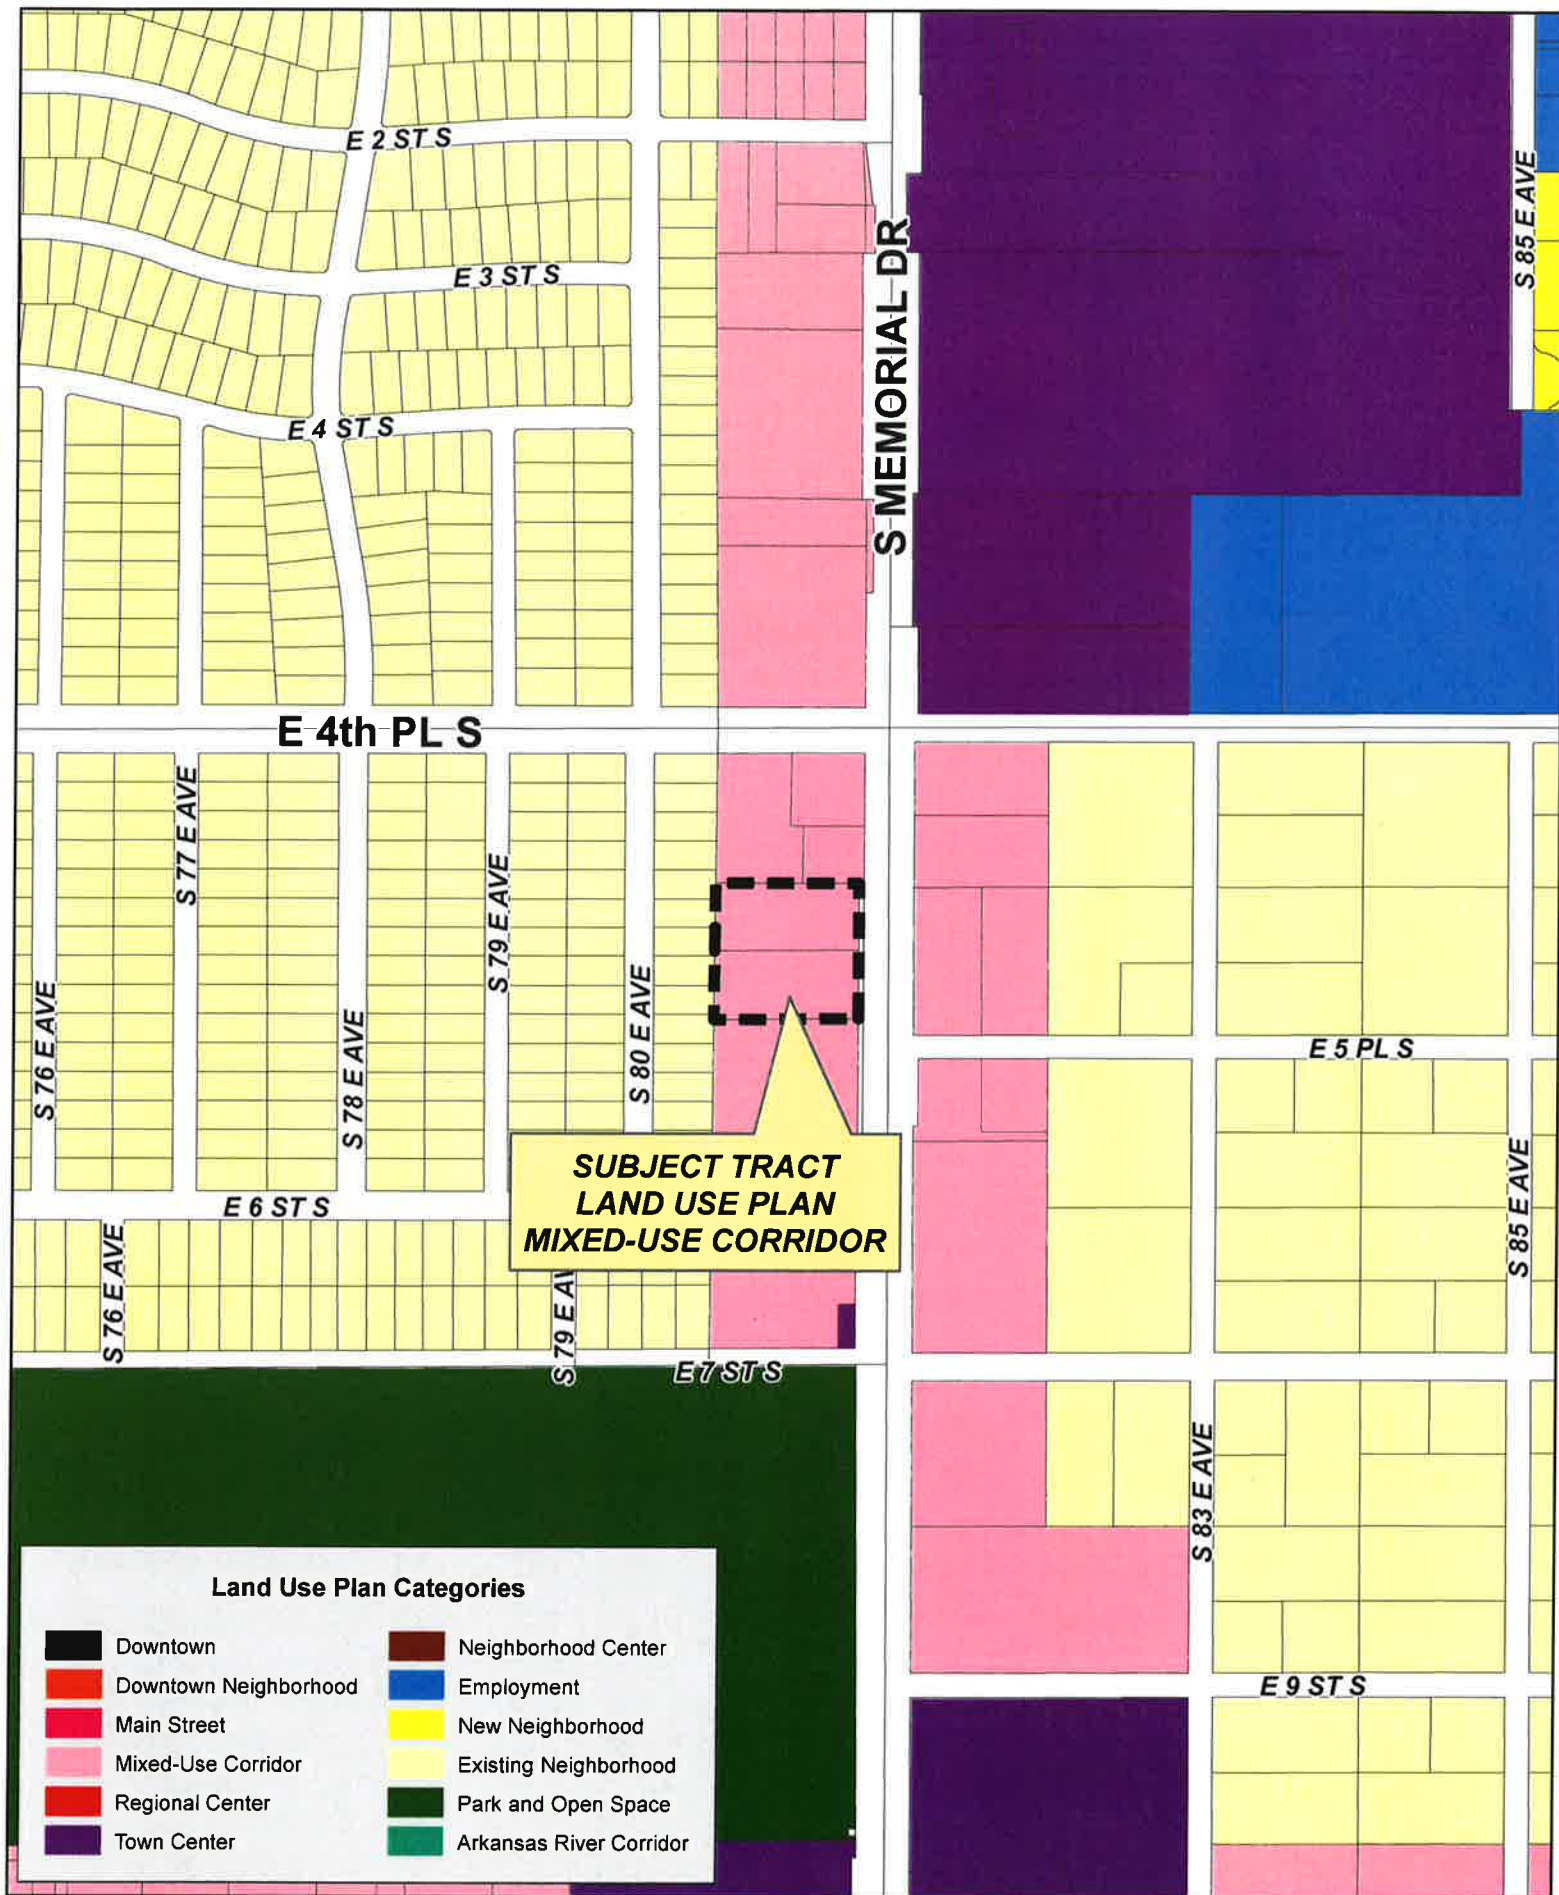 E 2 ST S
S 85 E AVE
E 3 ST S
S MEMORIAL DR
E 4 ST S
E 4th PL S
S 77 E AVE
S 79 E AVE
S 80 E AVE
S 76 E AVE
S 78 E AVE
E 5 PL S
SUBJECT TRACT
LAND USE PLAN
MIXED-USE CORRIDOR
S 85 E AVE
E 6 ST S
S 76 E AVE
S 79 E AV
E 7 ST S
S 83 E AVE
E 9 ST S
Land Use Plan Categories
Downtown
Downtown Neighborhood
Main Street
Mixed-Use Corridor
Regional Center
Town Center
Neighborhood Center
Employment
New Neighborhood
Existing Neighborhood
Park and Open Space
Arkansas River Corridor